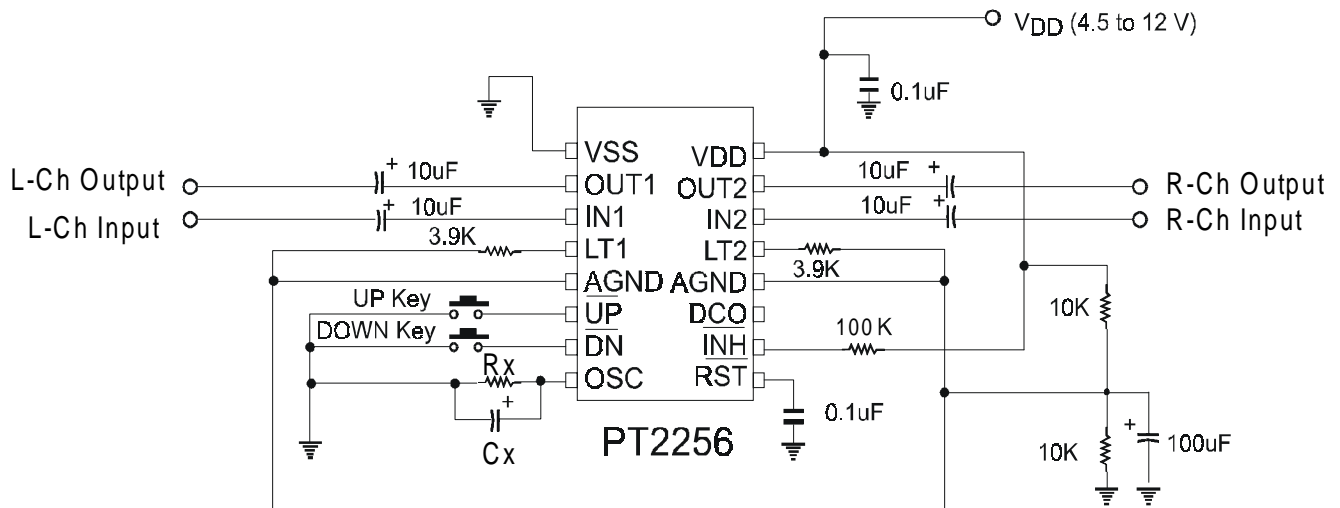 VDD (4.5 to 12 V)
0.1uF
VSS
VDD
L-Ch Output
+
10uF
OUT1
OUT2
10uF
+
R-Ch Output
L-Ch Input
+
10uF
IN1
IN2
10uF
+
R-Ch Input
3.9K
LT1
LT2
3.9K
AGND
AGND
UP Key
UP
DCO
10K
DOWN Key
DN
INH
100 K
Rx
OSC
RST
+
Cx
0.1uF
PT2256
10K
+
100uF